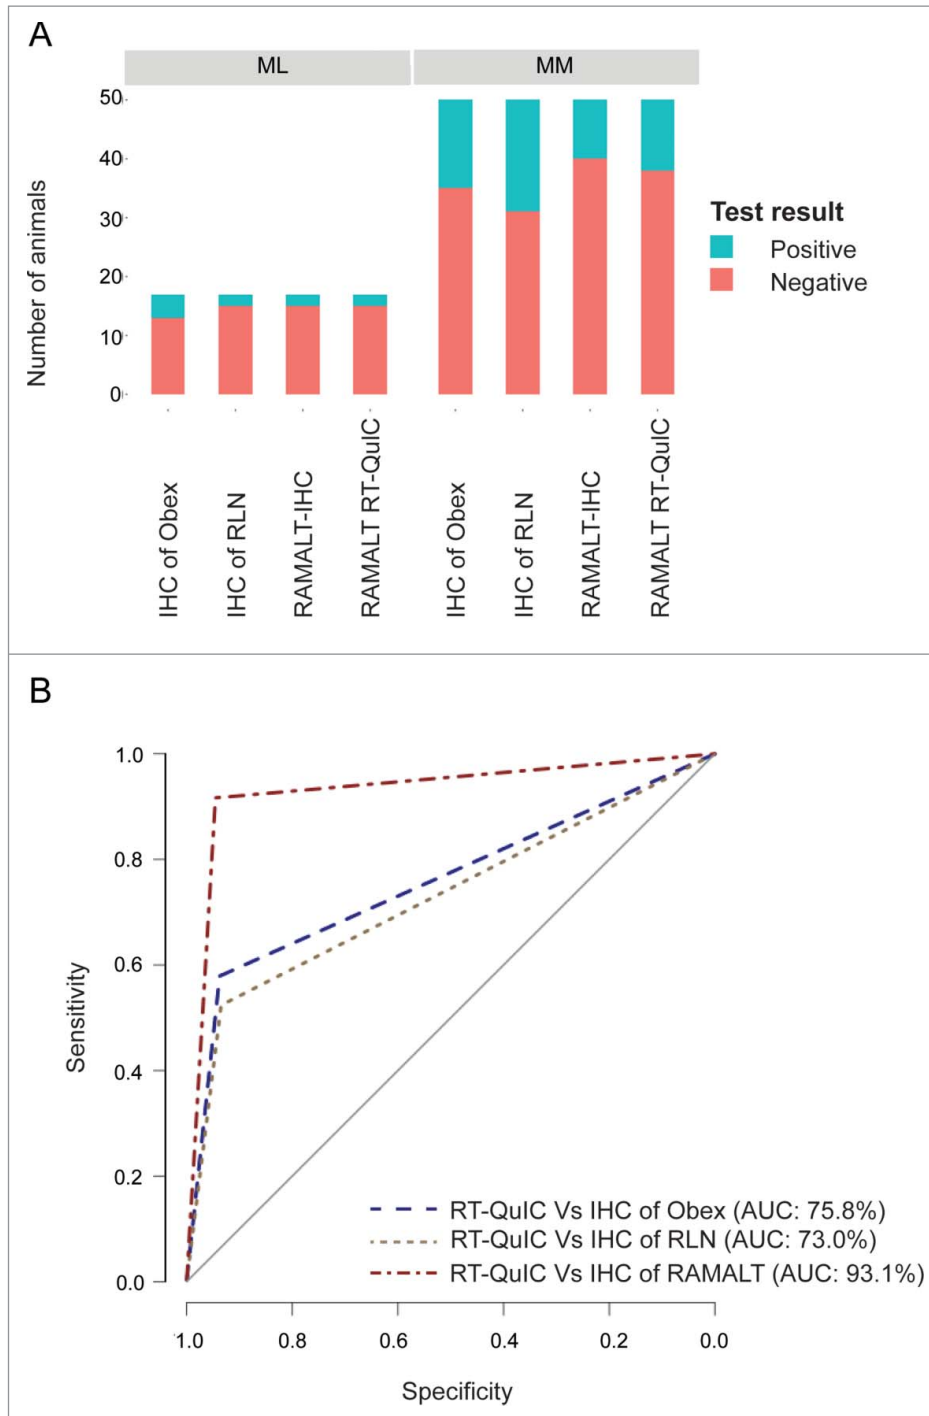 A
ML
MM
50
40
30
20
10
0
Number of animals
IHC of Obex
IHC of RLN
RAMALT-IHC
RAMALT RT-QuIC
IHC of Obex
IHC of RLN
RAMALT-IHC
RAMALT RT-QuIC
Test result
Positive
Negative
B
1.0
0.8
0.6
0.4
0.2
0.0
Sensitivity
RT-QuIC Vs IHC of Obex (AUC: 75.8%)
RT-QuIC Vs IHC of RLN (AUC: 73.0%)
RT-QuIC Vs IHC of RAMALT (AUC: 93.1%)
1.0 0.8 0.6 0.4 0.2 0.0
Specificity